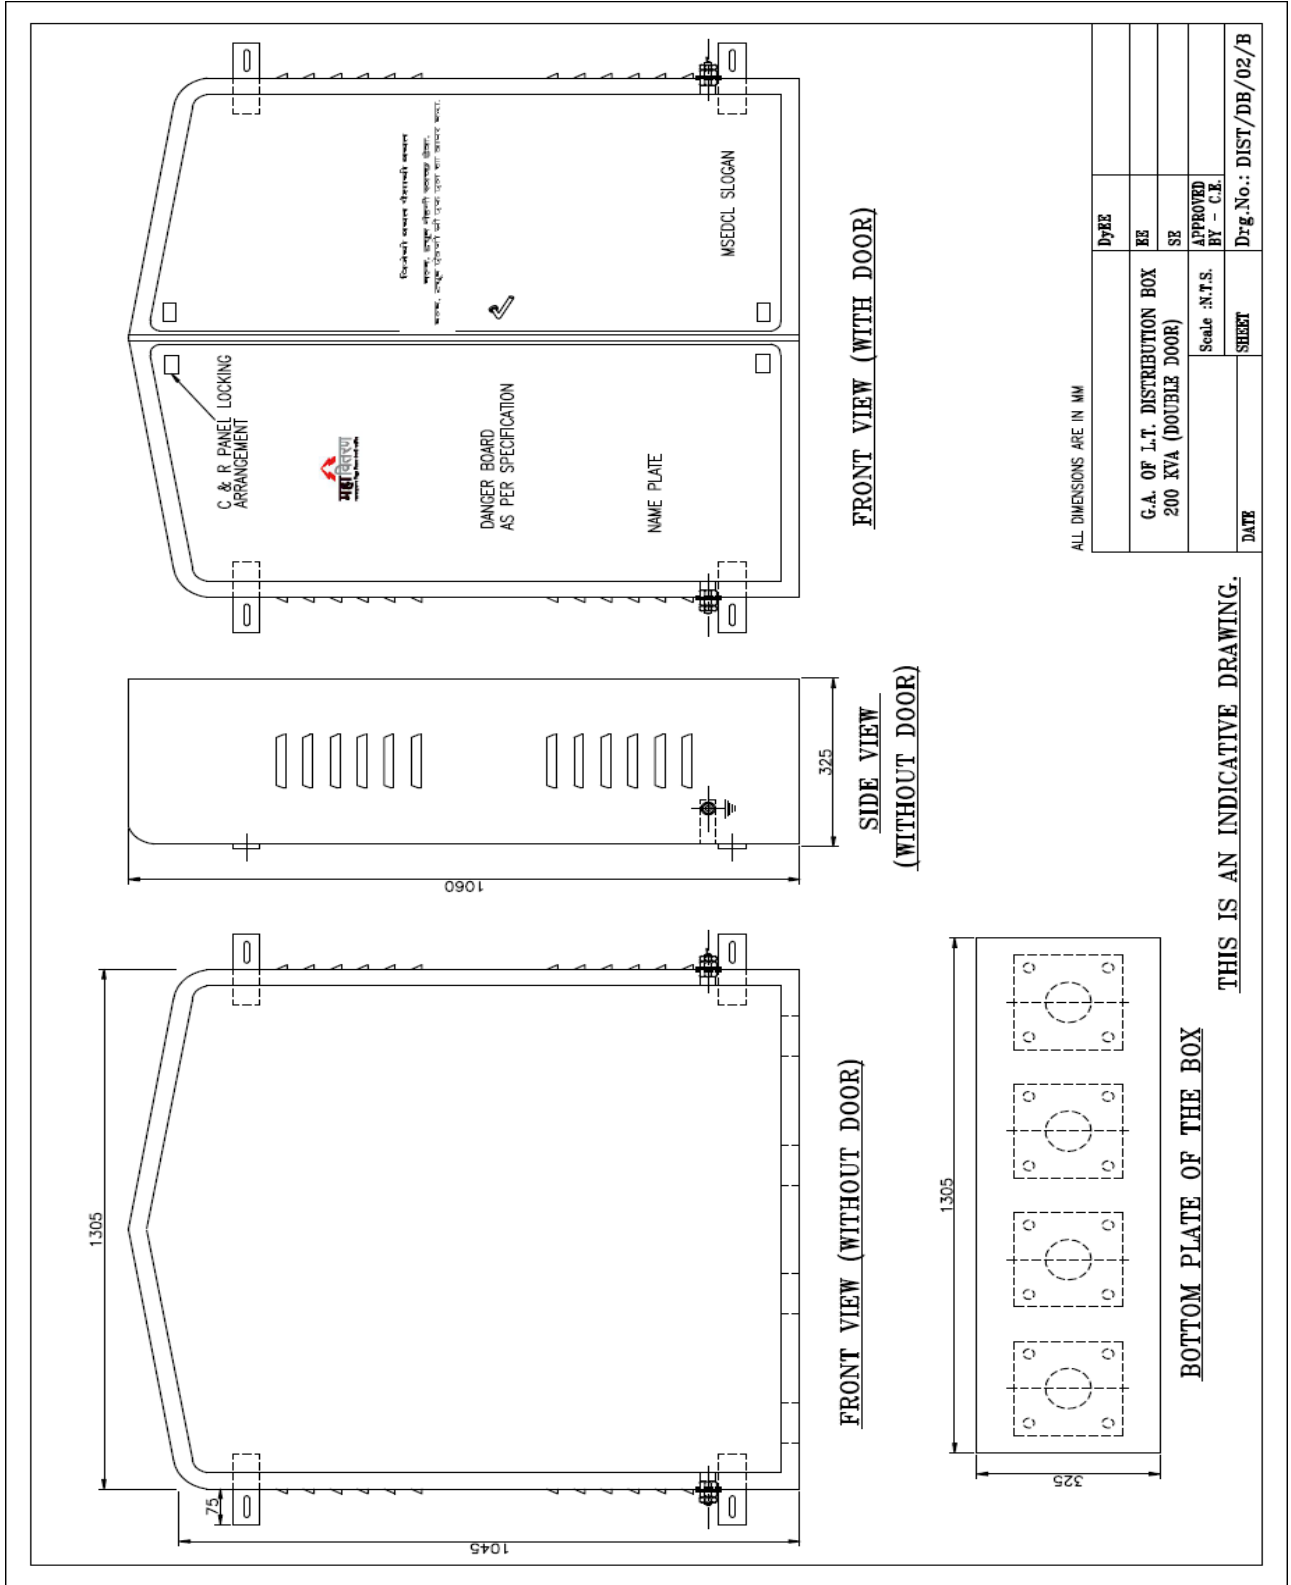 1305
75
1045
FRONT VIEW (WITHOUT DOOR)
1060
325
SIDE VIEW
(WITHOUT DOOR)
C & R PANEL LOCKING
ARRANGEMENT
महावितरण
DANGER BOARD
AS PER SPECIFICATION
NAME PLATE
MSEDCL SLOGAN
FRONT VIEW (WITH DOOR)
1305
325
BOTTOM PLATE OF THE BOX
THIS IS AN INDICATIVE DRAWING.
ALL DIMENSIONS ARE IN MM
DyEE
G.A. OF L.T. DISTRIBUTION BOX
200 KVA (DOUBLE DOOR)
EE
SE
Scale :N.T.S.
APPROVED
BY - C.E.
DATE
SHEET
Drg.No.: DIST/DB/02/B